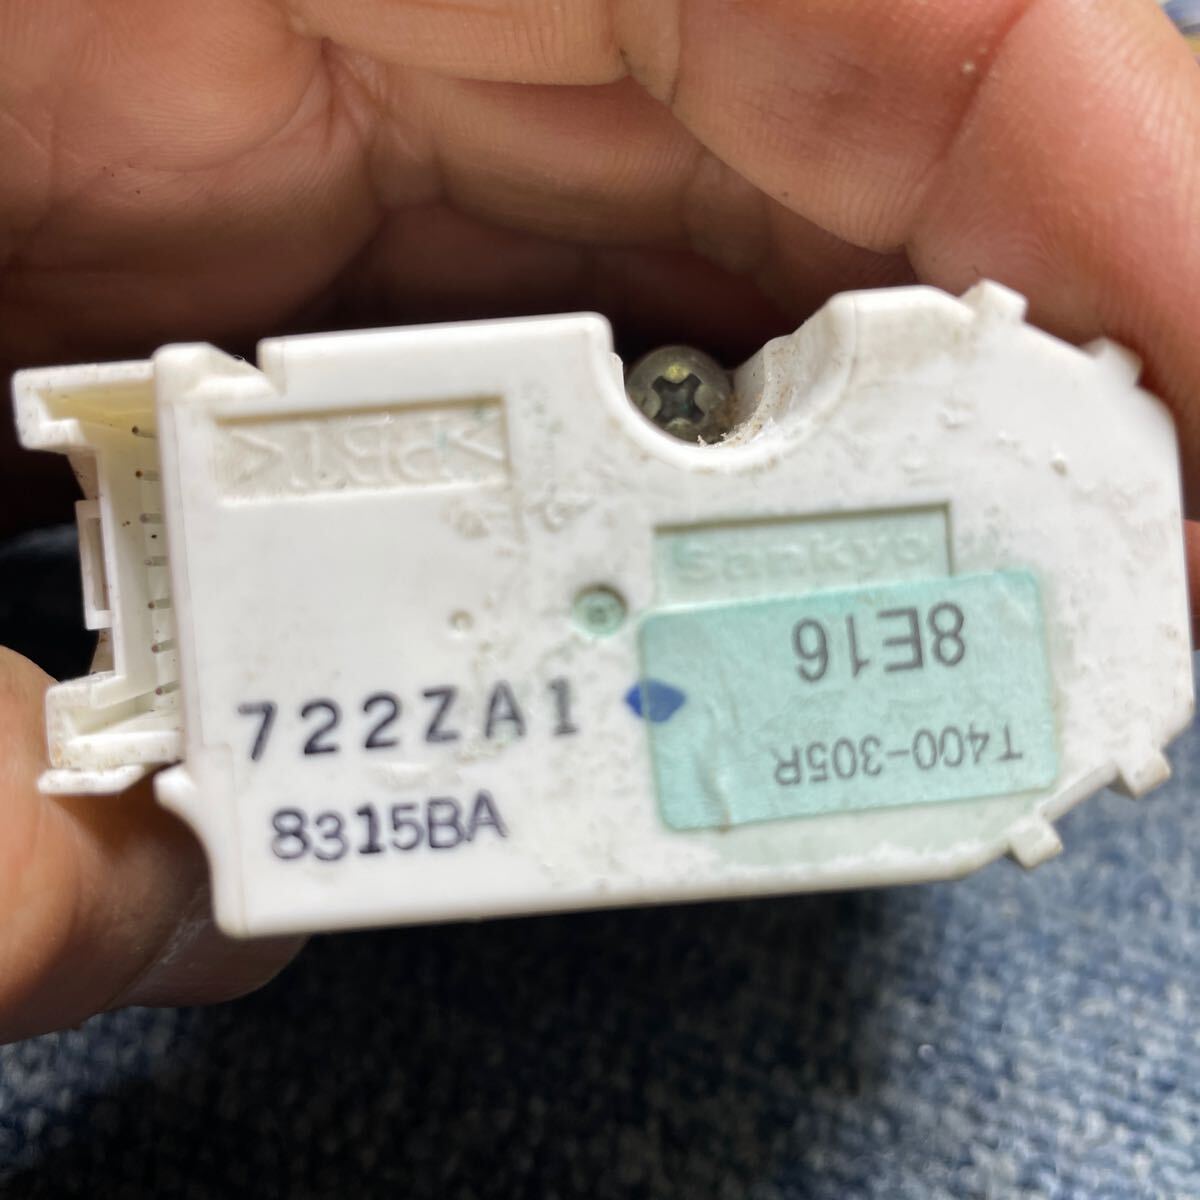 >PBT<
Sankyo
8E16
T400-305R
722ZA1
8315BA